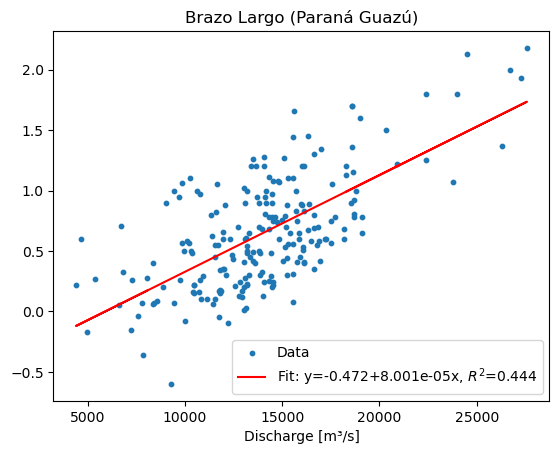 Brazo Largo (Paraná Guazú)
2.0
1.5
1.0
0.5
0.0
−0.5
Data
Fit: y=-0.472+8.001e-05x, R²=0.444
5000 10000 15000 20000 25000
Discharge [m³/s]